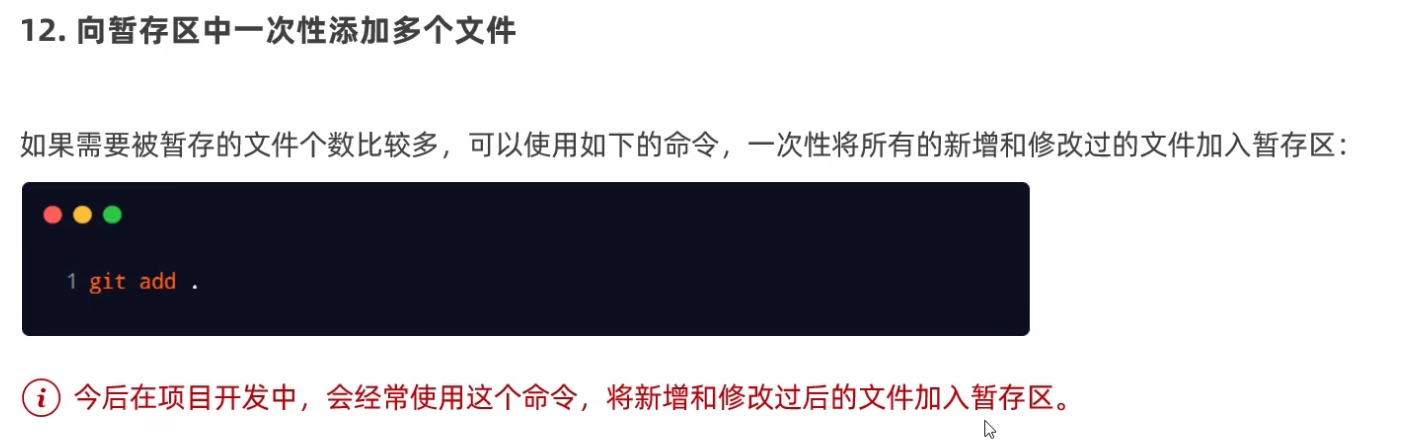 12. 向暂存区中一次性添加多个文件
如果需要被暂存的文件个数比较多，可以使用如下的命令，一次性将所有的新增和修改过的文件加入暂存区：
1 git add .
i 今后在项目开发中，会经常使用这个命令，将新增和修改过后的文件加入暂存区。